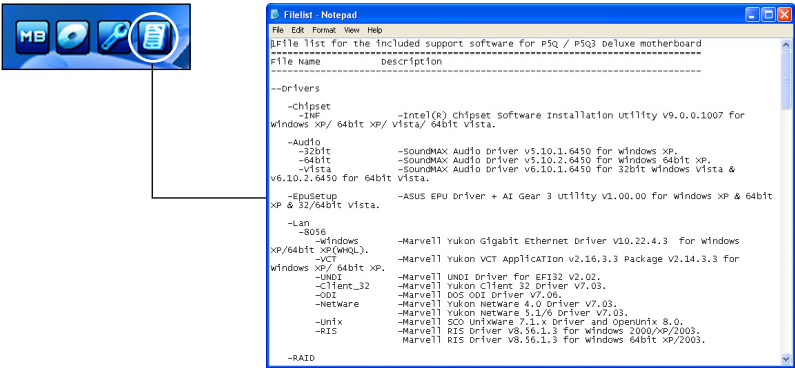 MB
Filelist - Notepad
File Edit Format View Help
1File list for the included support software for P5Q / P5Q3 Deluxe motherboard
==============================================================================
File Name Description
------------------------------------------------------------------------------
--Drivers
-Chipset
-INF -Intel(R) Chipset Software Installation Utility V9.0.0.1007 for
Windows XP/ 64bit XP/ Vista/ 64bit Vista.
-Audio
-32bit -SoundMAX Audio Driver v5.10.1.6450 for Windows XP.
-64bit -SoundMAX Audio Driver v5.10.2.6450 for Windows 64bit XP.
-Vista -SoundMAX Audio Driver v6.10.1.6450 for 32bit Windows Vista &
v6.10.2.6450 for 64bit Vista.
-EpuSetup -ASUS EPU Driver + AI Gear 3 Utility V1.00.00 for Windows XP & 64bit
XP & 32/64bit Vista.
-Lan
-8056
-Windows -Marvell Yukon Gigabit Ethernet Driver V10.22.4.3 for Windows
XP/64bit XP(WHQL).
-VCT -Marvell Yukon VCT ApplicATIon v2.16.3.3 Package v2.14.3.3 for
Windows XP/ 64bit XP.
-UNDI -Marvell UNDI Driver for EFI32 V2.02.
-Client_32 -Marvell Yukon Client 32 Driver V7.03.
-ODI -Marvell DOS ODI Driver V7.06.
-NetWare -Marvell Yukon NetWare 4.0 Driver V7.03.
-Marvell Yukon NetWare 5.1/6 Driver V7.03.
-Unix -Marvell SCO UnixWare 7.1.x Driver and OpenUnix 8.0.
-RIS -Marvell RIS Driver V8.56.1.3 for Windows 2000/XP/2003.
Marvell RIS Driver V8.56.1.3 for Windows 64bit XP/2003.
-RAID